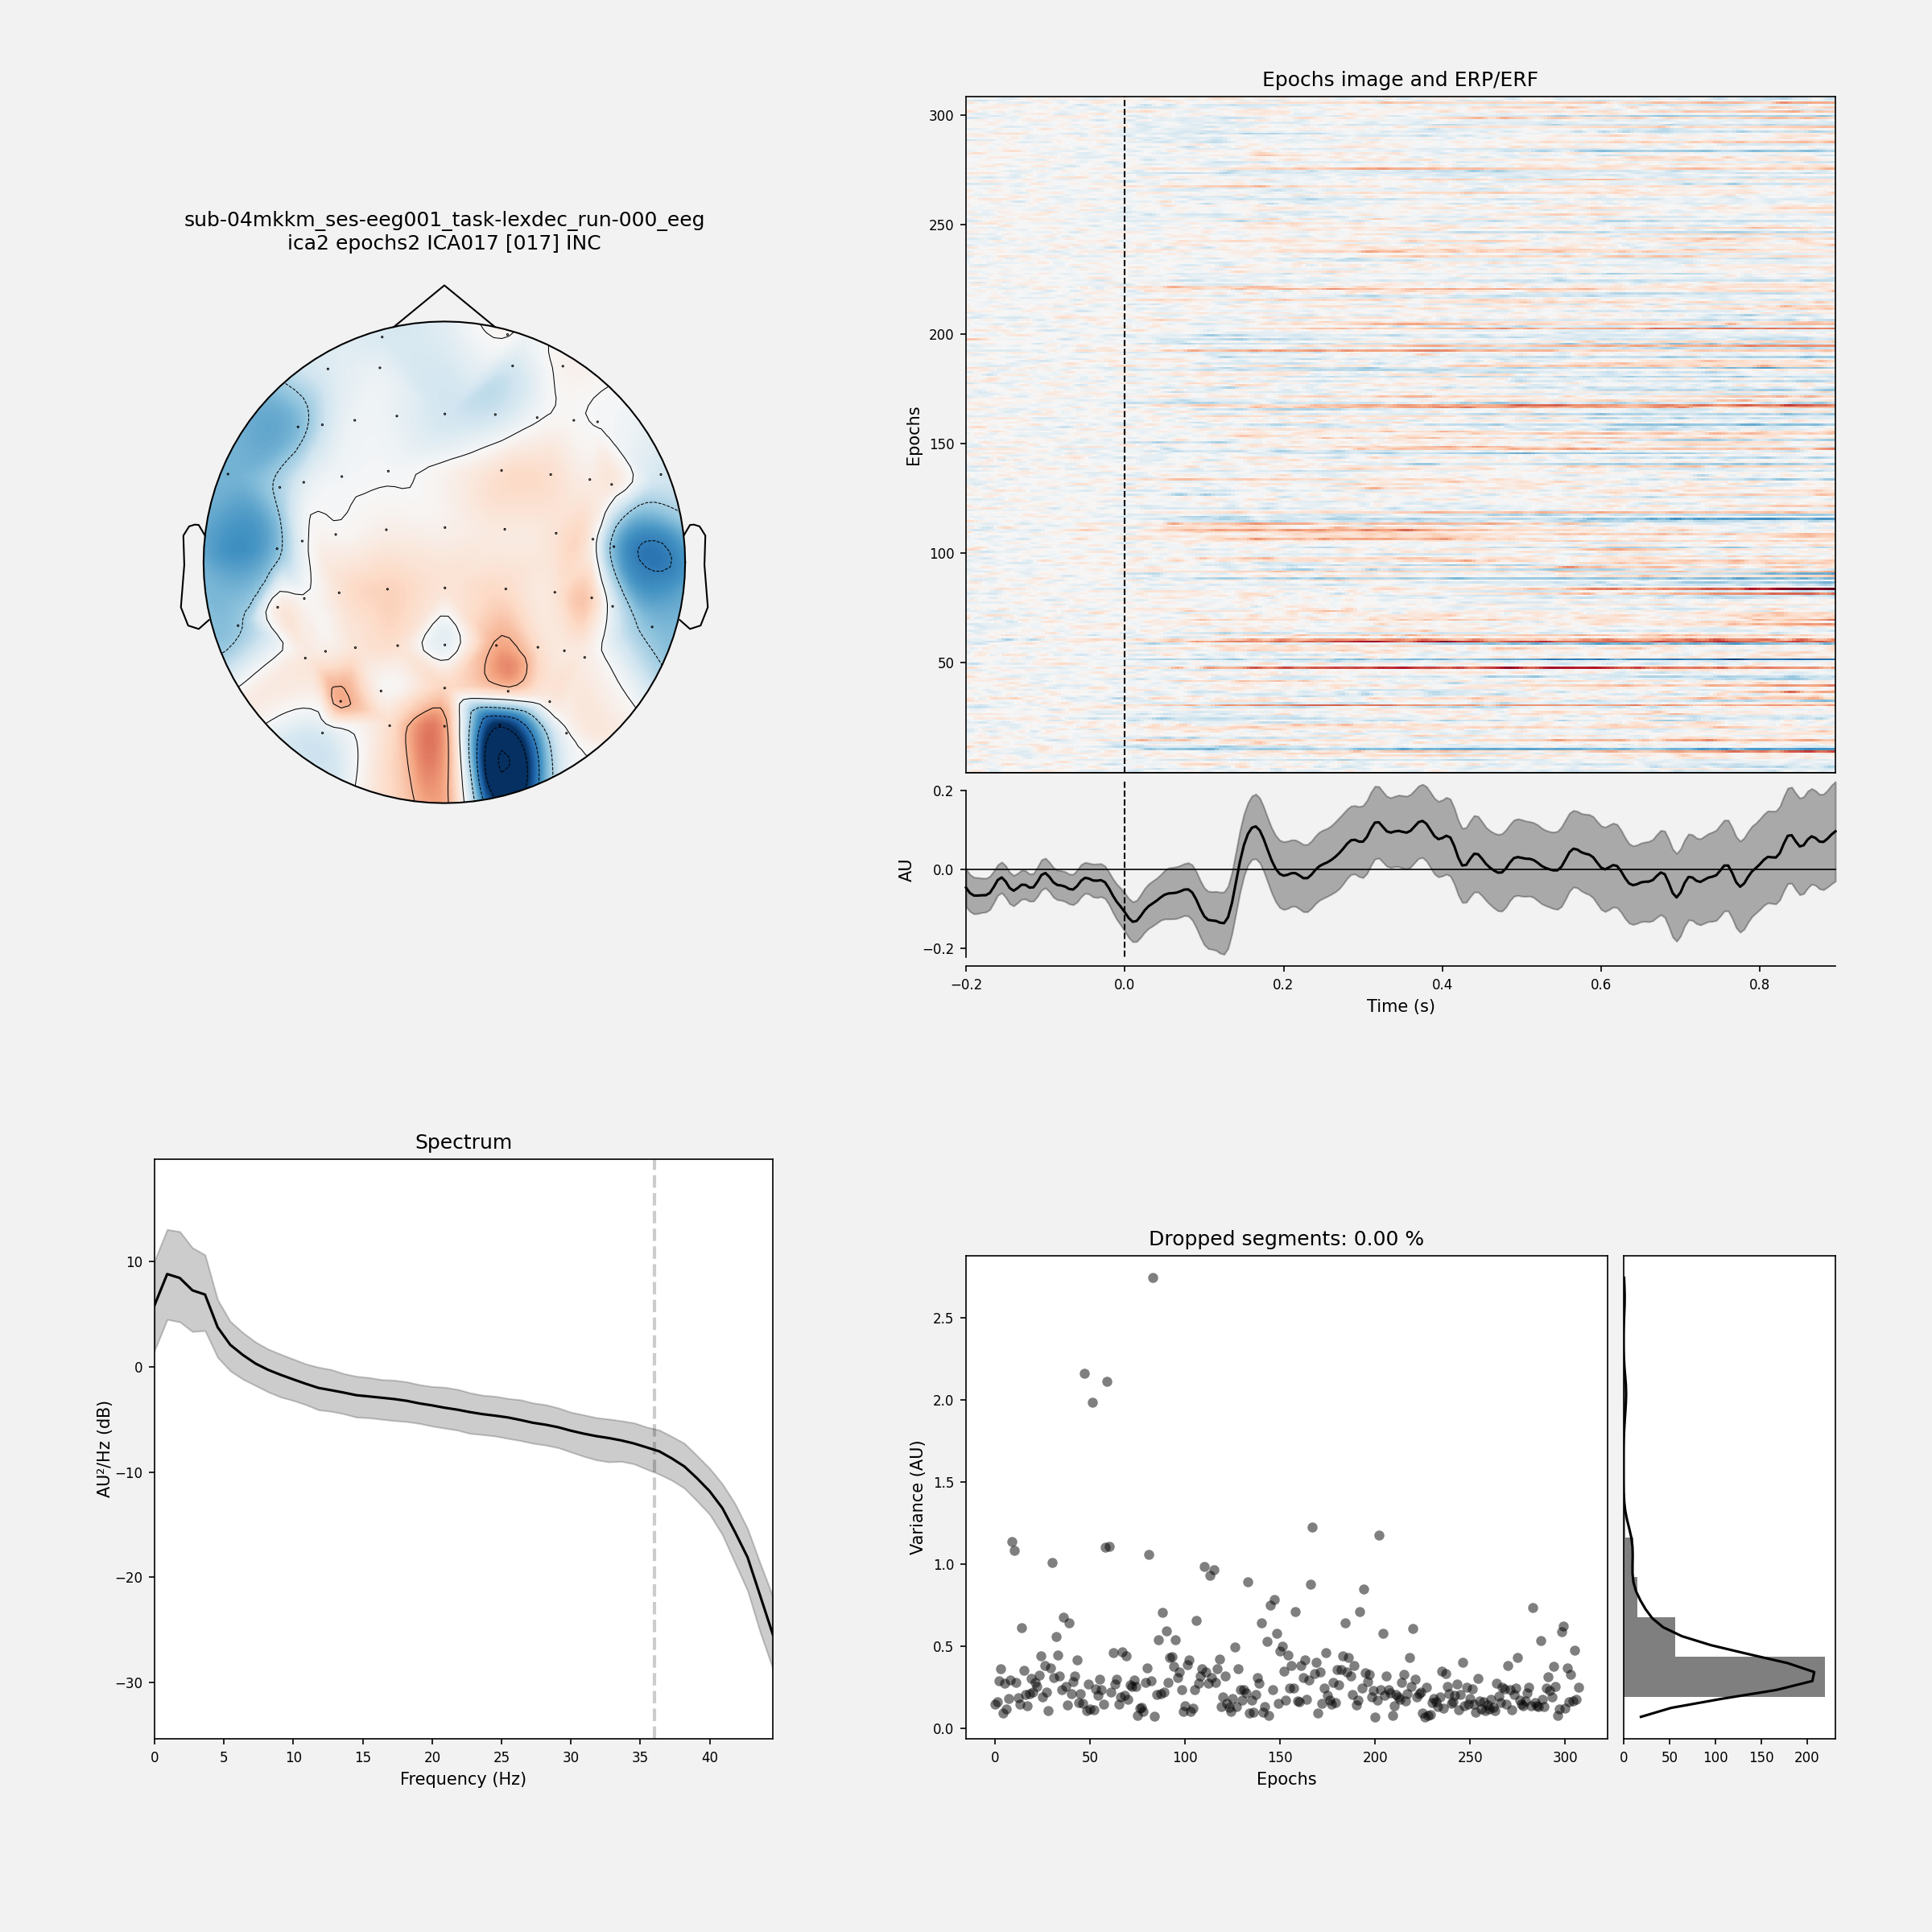 sub-04mkkm_ses-eeg001_task-lexdec_run-000_eeg
ica2 epochs2 ICA017 [017] INC
Epochs image and ERP/ERF
Epochs
300
250
200
150
100
50
AU
0.2
0.0
−0.2
−0.2 0.0 0.2 0.4 0.6 0.8
Time (s)
Spectrum
AU²/Hz (dB)
10
0
−10
−20
−30
0 5 10 15 20 25 30 35 40
Frequency (Hz)
Dropped segments: 0.00 %
Variance (AU)
2.5
2.0
1.5
1.0
0.5
0.0
0 50 100 150 200 250 300
Epochs
0 50 100 150 200